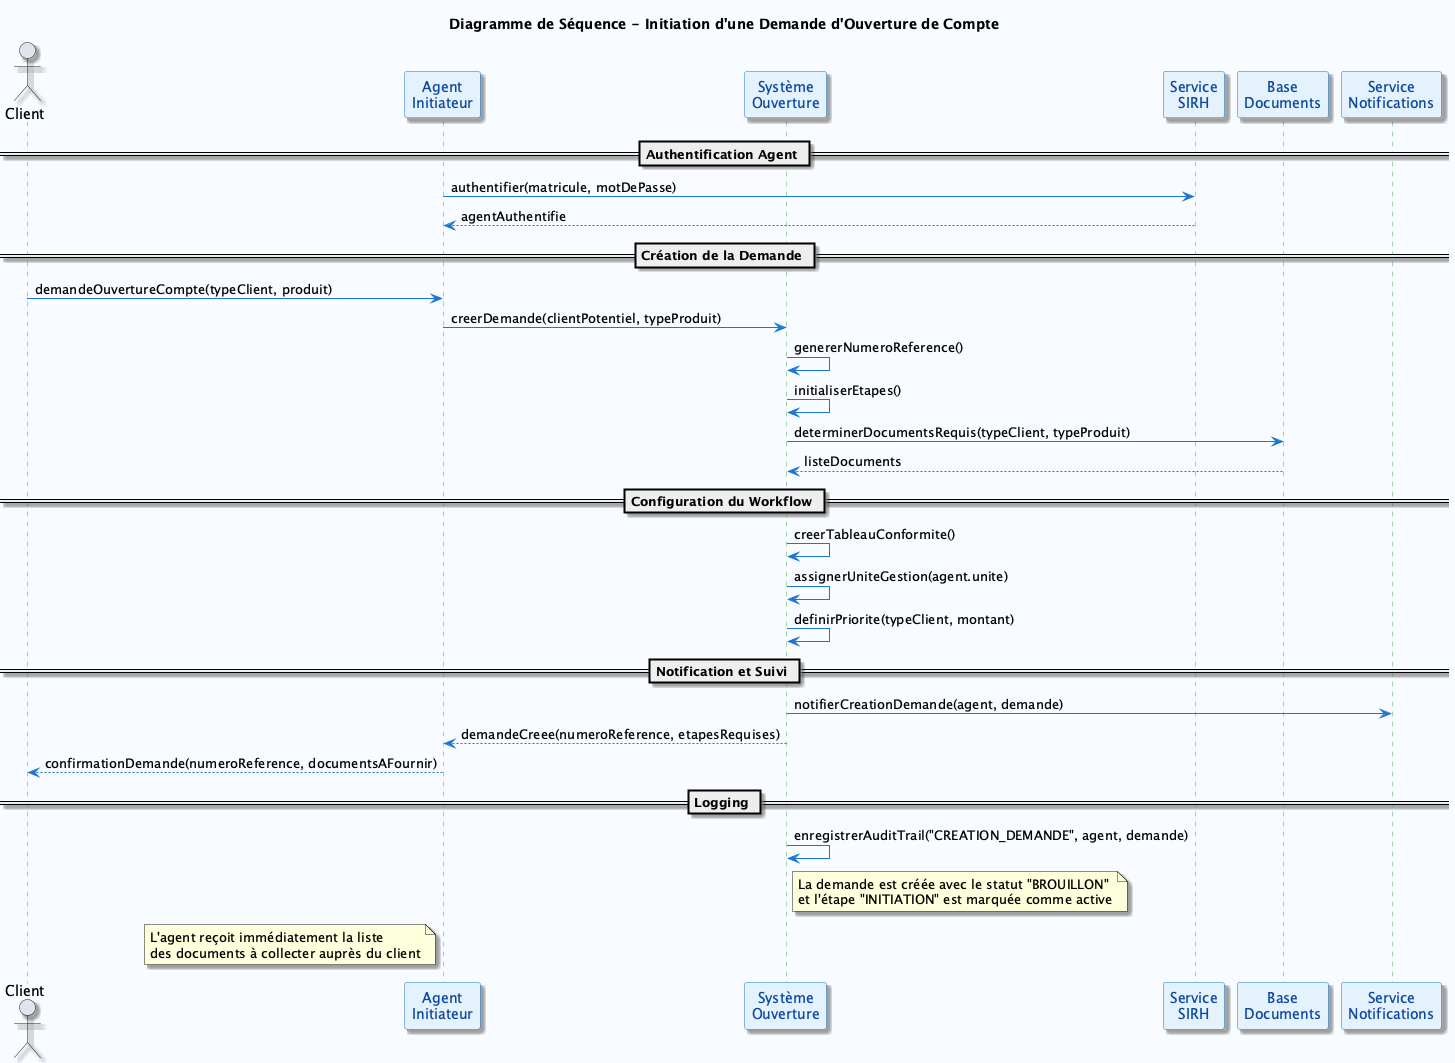 Diagramme de Séquence - Initiation d'une Demande d'Ouverture de Compte
Client
Agent
Initiateur
Système
Ouverture
Service
SIRH
Base
Documents
Service
Notifications
Authentification Agent
authentifier(matricule, motDePasse)
agentAuthentifie
Création de la Demande
demandeOuvertureCompte(typeClient, produit)
creerDemande(clientPotentiel, typeProduit)
genererNumeroReference()
initialiserEtapes()
determinerDocumentsRequis(typeClient, typeProduit)
listeDocuments
Configuration du Workflow
creerTableauConformite()
assignerUniteGestion(agent.unite)
definirPriorite(typeClient, montant)
Notification et Suivi
notifierCreationDemande(agent, demande)
demandeCreee(numeroReference, etapesRequises)
confirmationDemande(numeroReference, documentsAFournir)
Logging
enregistrerAuditTrail("CREATION_DEMANDE", agent, demande)
La demande est créée avec le statut "BROUILLON"
et l'étape "INITIATION" est marquée comme active
L'agent reçoit immédiatement la liste
des documents à collecter auprès du client
Client
Agent
Initiateur
Système
Ouverture
Service
SIRH
Base
Documents
Service
Notifications